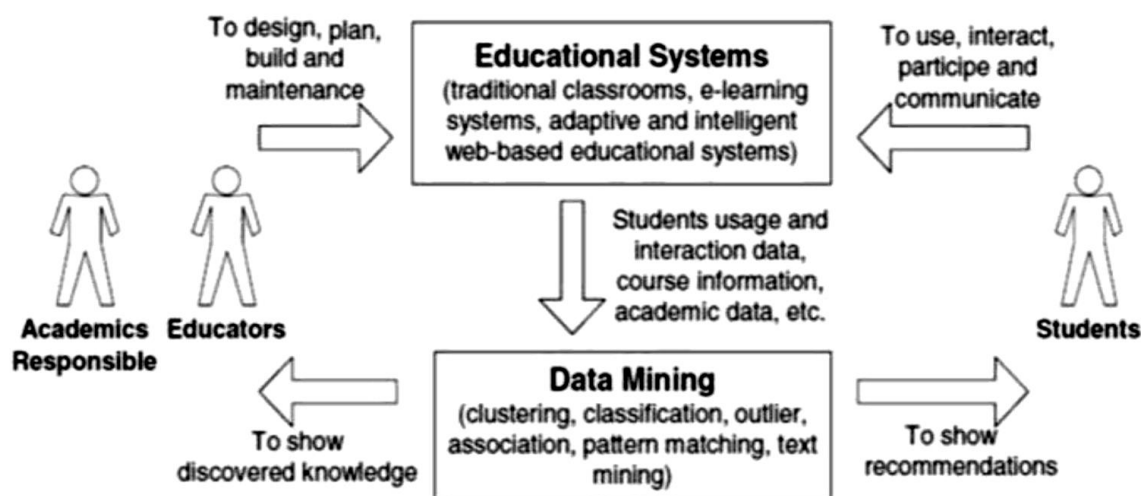 To design, plan,
build and
maintenance
Educational Systems
(traditional classrooms, e-learning
systems, adaptive and intelligent
web-based educational systems)
To use, interact,
participe and
communicate
Students usage and
interaction data,
course information,
academic data, etc.
Academics
Responsible
Educators
Students
Data Mining
(clustering, classification, outlier,
association, pattern matching, text
mining)
To show
discovered knowledge
To show
recommendations